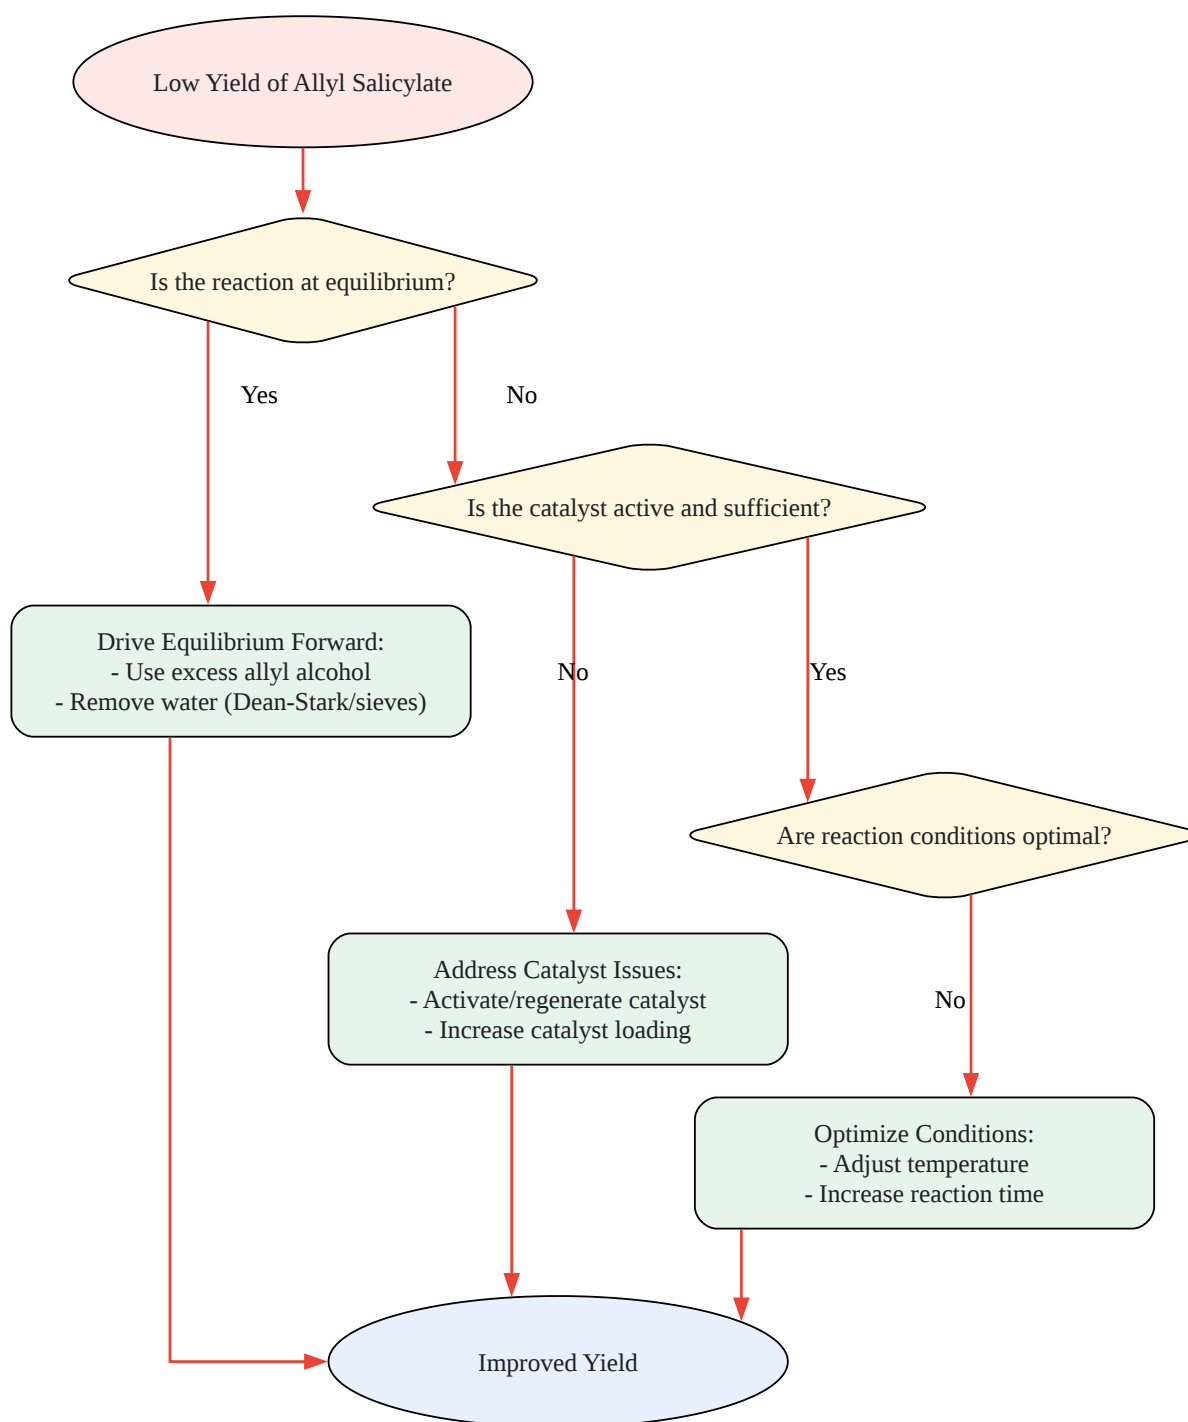 Low Yield of Allyl Salicylate
Is the reaction at equilibrium?
Yes
No
Is the catalyst active and sufficient?
Drive Equilibrium Forward:
- Use excess allyl alcohol
- Remove water (Dean-Stark/sieves)
No
Yes
Are reaction conditions optimal?
Address Catalyst Issues:
- Activate/regenerate catalyst
- Increase catalyst loading
No
Optimize Conditions:
- Adjust temperature
- Increase reaction time
Improved Yield